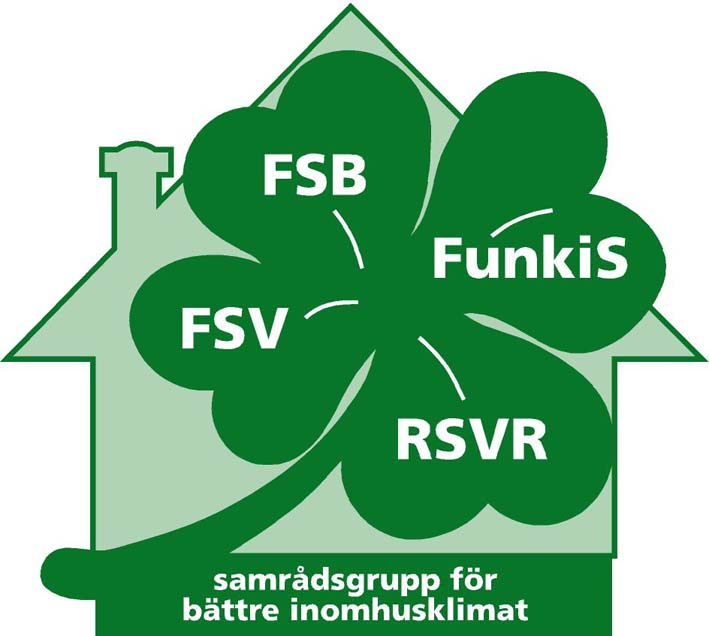 FSB
FunkiS
FSV
RSVR
samrådsgrupp för
bättre inomhusklimat